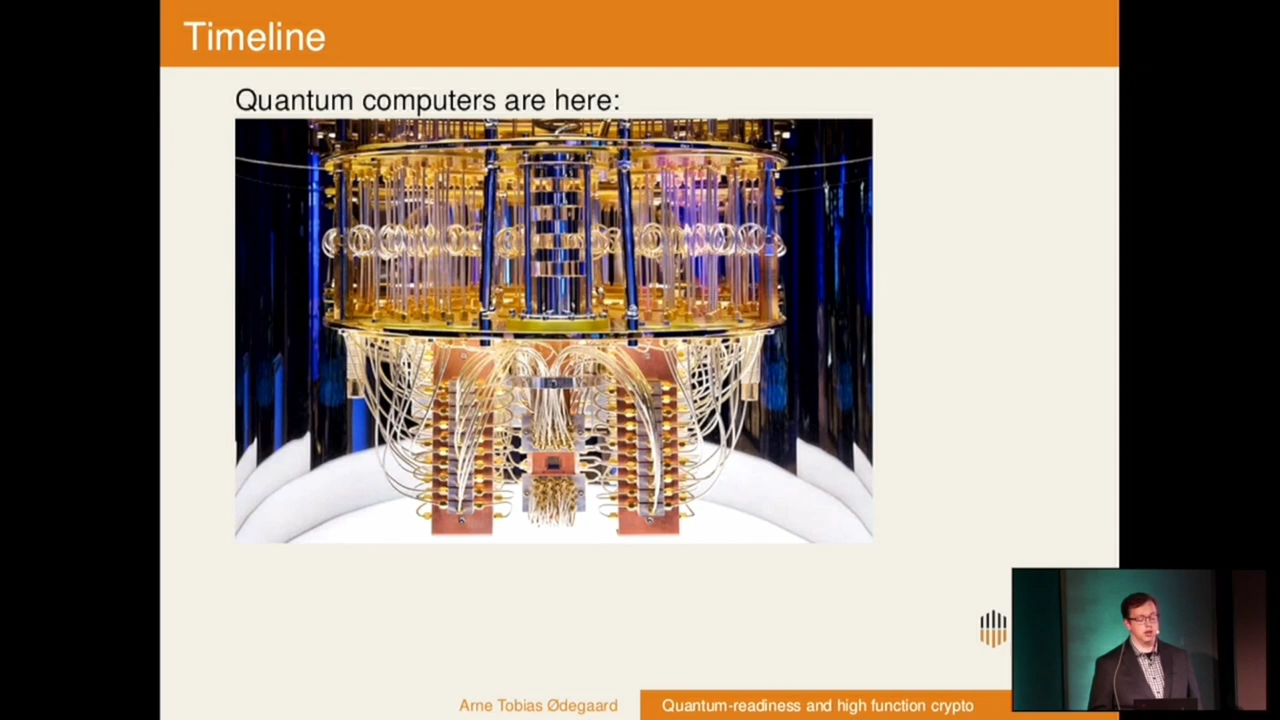 Timeline
Quantum computers are here:
Arne Tobias Ødegaard
Quantum-readiness and high function crypto